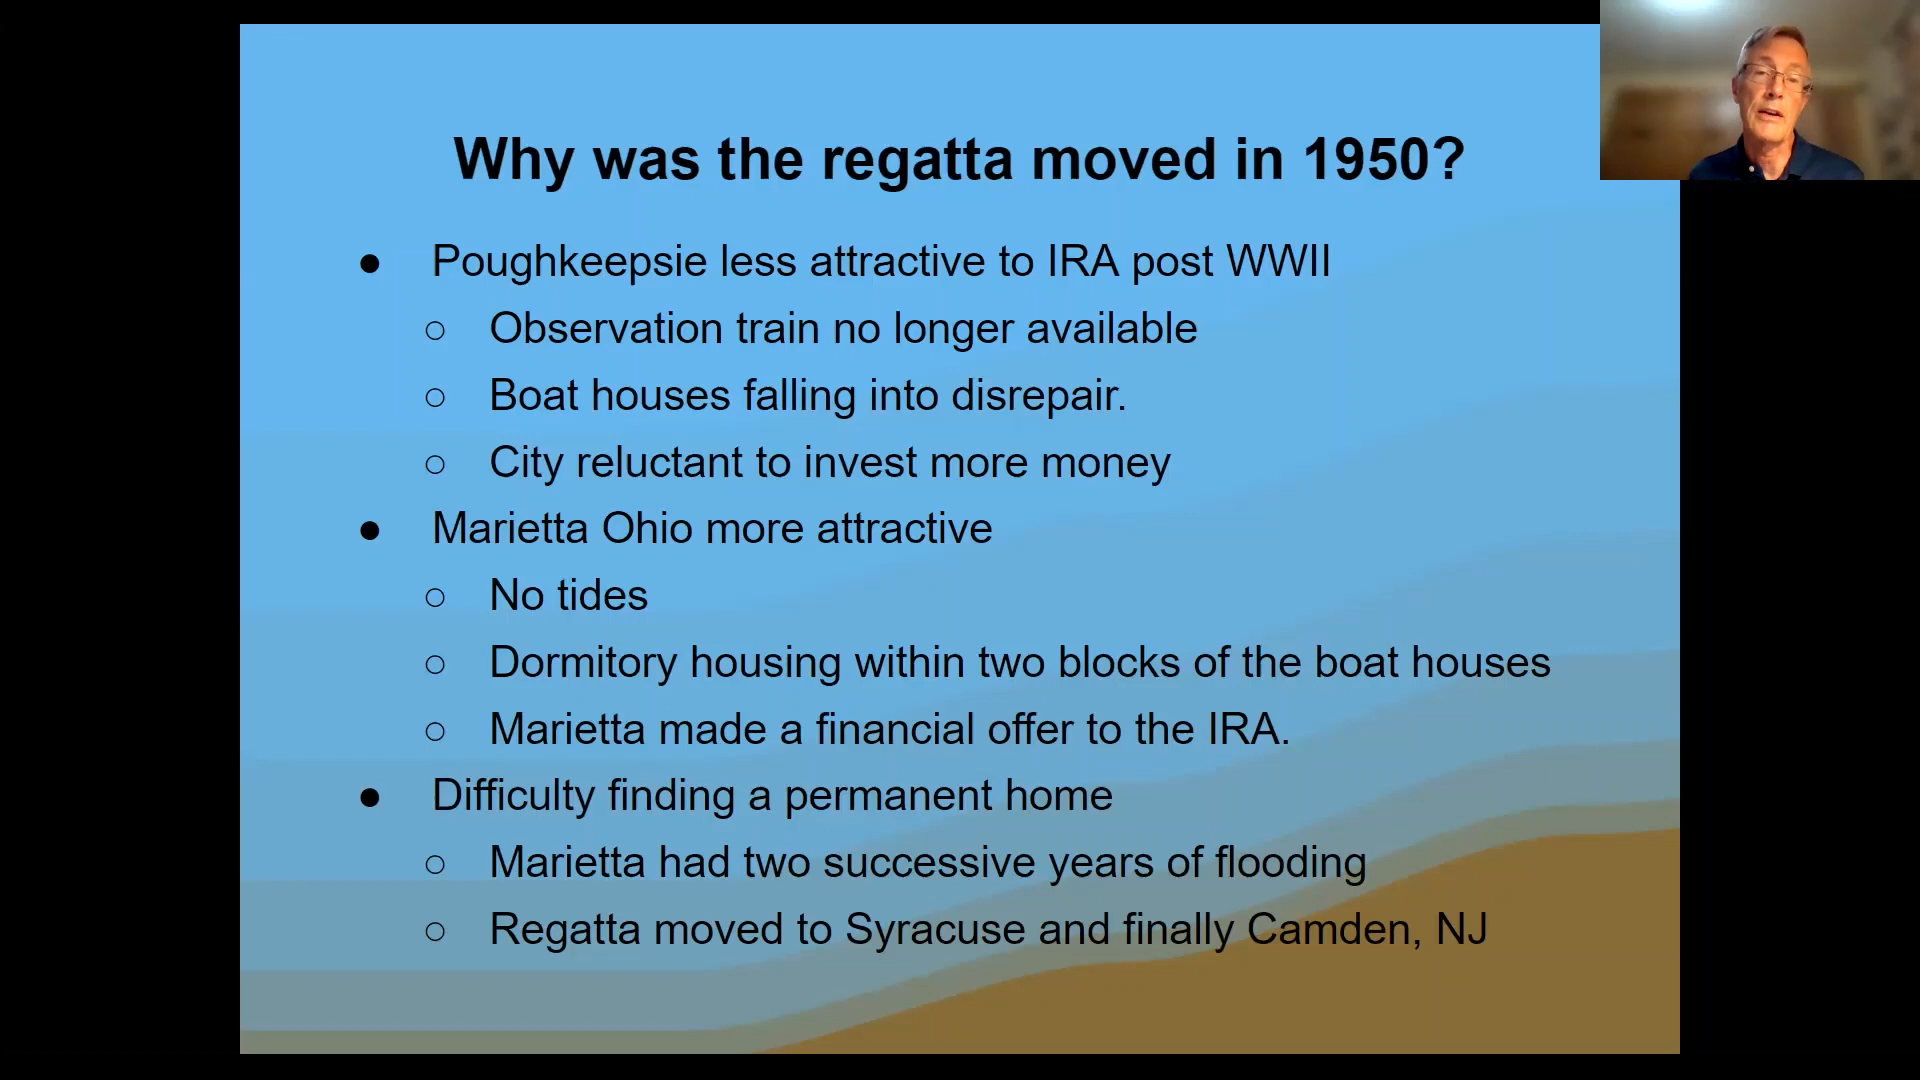 Why was the regatta moved in 1950?
● Poughkeepsie less attractive to IRA post WWII
○ Observation train no longer available
○ Boat houses falling into disrepair.
○ City reluctant to invest more money
● Marietta Ohio more attractive
○ No tides
○ Dormitory housing within two blocks of the boat houses
○ Marietta made a financial offer to the IRA.
● Difficulty finding a permanent home
○ Marietta had two successive years of flooding
○ Regatta moved to Syracuse and finally Camden, NJ